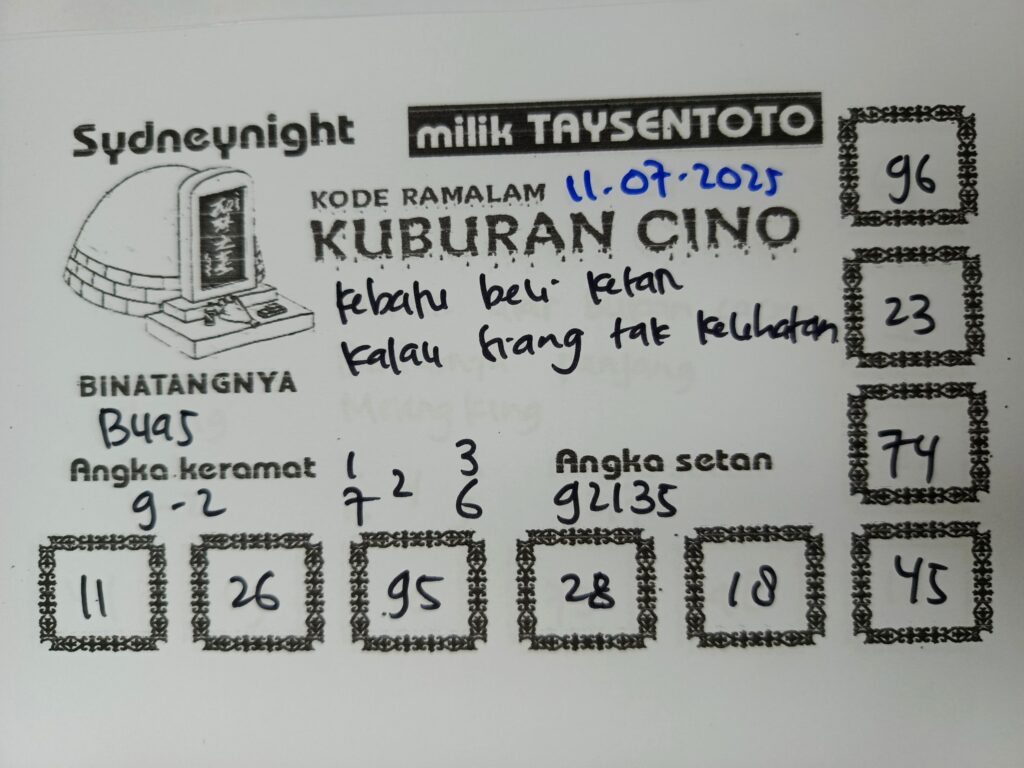 Sydneynight
milik TAYSENTOTO
KODE RAMALAM 11.07.2025
KUBURAN CINO
kebatu beli ketan
kalau siang tak kelihatan
BINATANGNYA
Buas
Angka keramat
9-2
1 3
2
7 6
Angka setan
92135
96
23
74
45
11 26 95 28 18